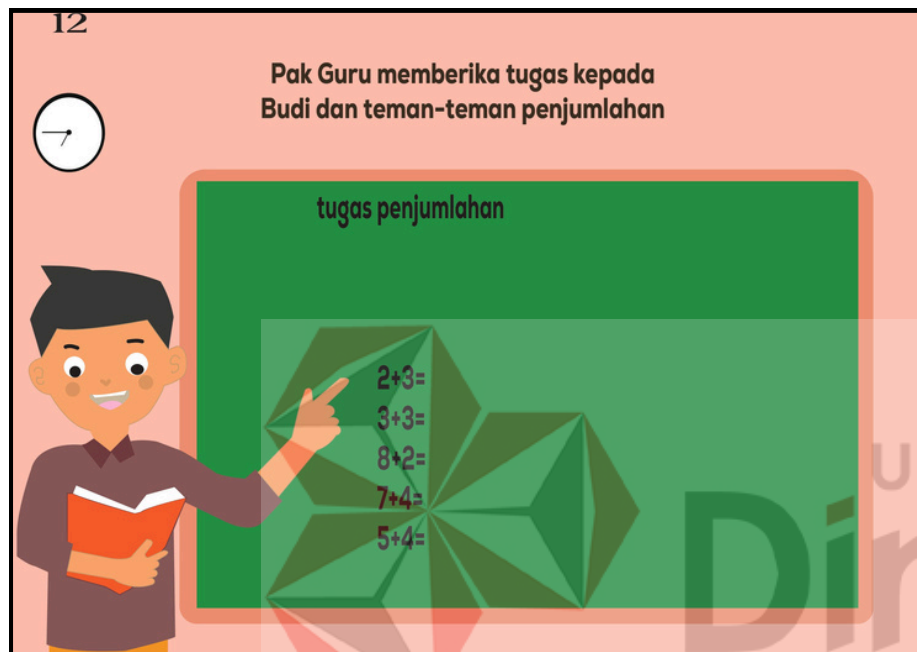 12
Pak Guru memberika tugas kepada
Budi dan teman-teman penjumlahan
tugas penjumlahan
2+3=
3+3=
8+2=
7+4=
5+4=
U
Din